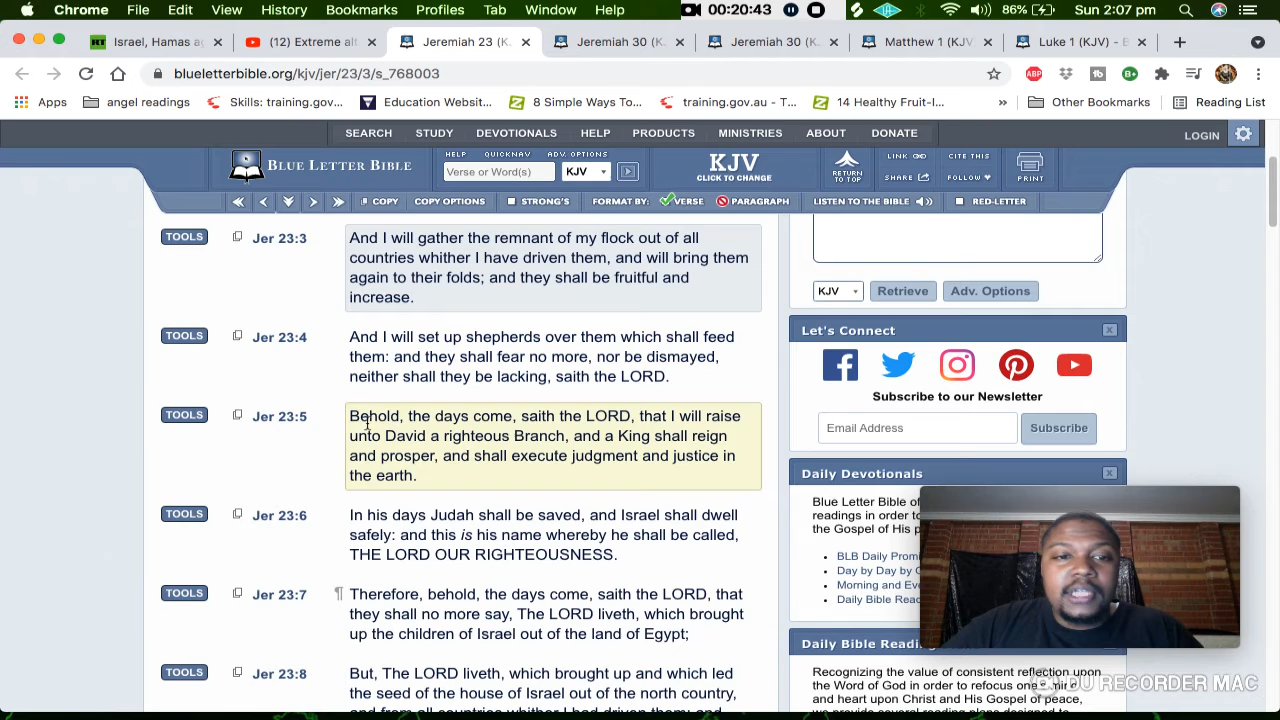 Chrome File Edit View History Bookmarks Profiles Tab Window Help 00:20:43 86% Sun 2:07 pm
RT Israel, Hamas ag × (12) Extreme alt × Jeremiah 23 (K × Jeremiah 30 (K × Jeremiah 3 (K × Matthew 1 (KJV × Luke 1 (KJV) - B × +
blueletterbible.org/kjv/jer/23/3/s_768003
Apps angel readings Skills: training.gov... Education Websit... 8 Simple Ways To... training.gov.au - T... 14 Healthy Fruit-I... » Other Bookmarks Reading List
SEARCH STUDY DEVOTIONALS HELP PRODUCTS MINISTRIES ABOUT DONATE LOGIN
BLUE LETTER BIBLE
HELP QUICKNAV ADV. OPTIONS
Verse or Word(s) KJV
KJV
CLICK TO CHANGE
RETURN
TO TOP
LINK CITE THIS
SHARE FOLLOW PRINT
COPY COPY OPTIONS STRONG'S FORMAT BY: VERSE PARAGRAPH LISTEN TO THE BIBLE RED-LETTER
TOOLS Jer 23:3 And I will gather the remnant of my flock out of all
countries whither I have driven them, and will bring them
again to their folds; and they shall be fruitful and
increase.
TOOLS Jer 23:4 And I will set up shepherds over them which shall feed
them: and they shall fear no more, nor be dismayed,
neither shall they be lacking, saith the LORD.
TOOLS Jer 23:5 Behold, the days come, saith the LORD, that I will raise
unto David a righteous Branch, and a King shall reign
and prosper, and shall execute judgment and justice in
the earth.
TOOLS Jer 23:6 In his days Judah shall be saved, and Israel shall dwell
safely: and this is his name whereby he shall be called,
THE LORD OUR RIGHTEOUSNESS.
TOOLS Jer 23:7 ¶ Therefore, behold, the days come, saith the LORD, that
they shall no more say, The LORD liveth, which brought
up the children of Israel out of the land of Egypt;
TOOLS Jer 23:8 But, The LORD liveth, which brought up and which led
the seed of the house of Israel out of the north country,
KJV Retrieve Adv. Options
Let's Connect
Subscribe to our Newsletter
Email Address Subscribe
Daily Devotionals
Blue Letter Bible of
readings in order to
the Gospel of His p
BLB Daily Promi
Day by Day by G
Morning and Eve
Daily Bible Read
Daily Bible Readin
Recognizing the value of consistent reflection upon
the Word of God in order to refocus one
and heart upon Christ and His Gospel of peace,
DU RECORDER MAC